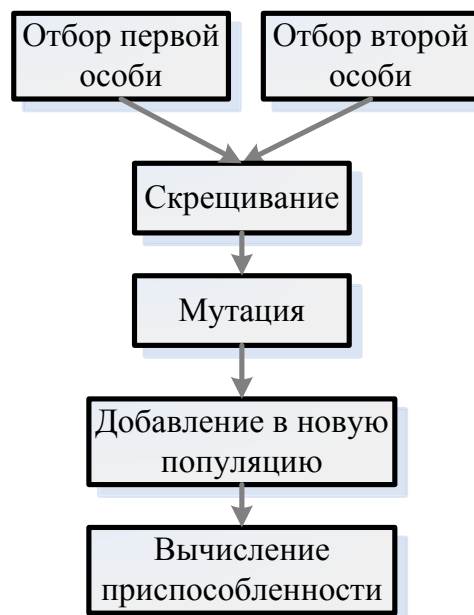 Отбор первой
особи
Отбор второй
особи
Скрещивание
Мутация
Добавление в новую
популяцию
Вычисление
приспособленности